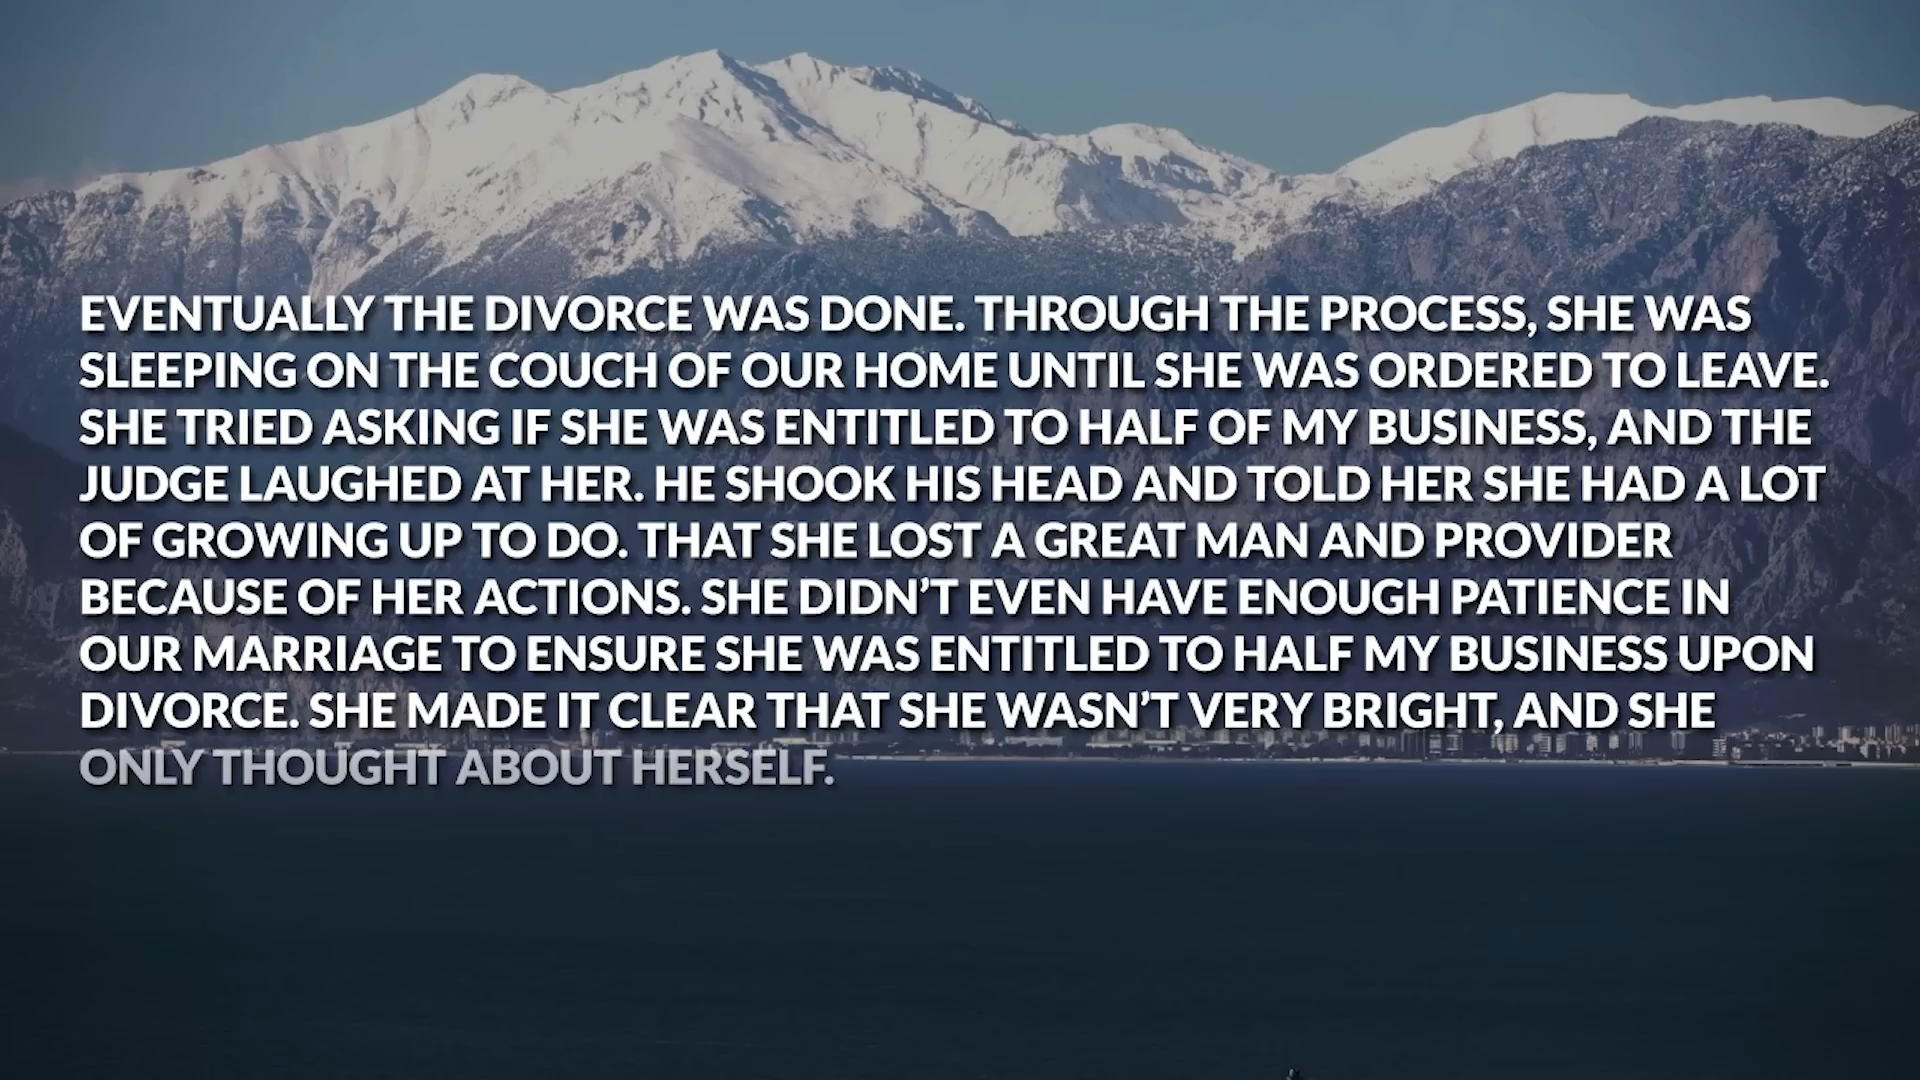 EVENTUALLY THE DIVORCE WAS DONE. THROUGH THE PROCESS, SHE WAS
SLEEPING ON THE COUCH OF OUR HOME UNTIL SHE WAS ORDERED TO LEAVE.
SHE TRIED ASKING IF SHE WAS ENTITLED TO HALF OF MY BUSINESS, AND THE
JUDGE LAUGHED AT HER. HE SHOOK HIS HEAD AND TOLD HER SHE HAD A LOT
OF GROWING UP TO DO. THAT SHE LOST A GREAT MAN AND PROVIDER
BECAUSE OF HER ACTIONS. SHE DIDN’T EVEN HAVE ENOUGH PATIENCE IN
OUR MARRIAGE TO ENSURE SHE WAS ENTITLED TO HALF MY BUSINESS UPON
DIVORCE. SHE MADE IT CLEAR THAT SHE WASN’T VERY BRIGHT, AND SHE
ONLY THOUGHT ABOUT HERSELF.